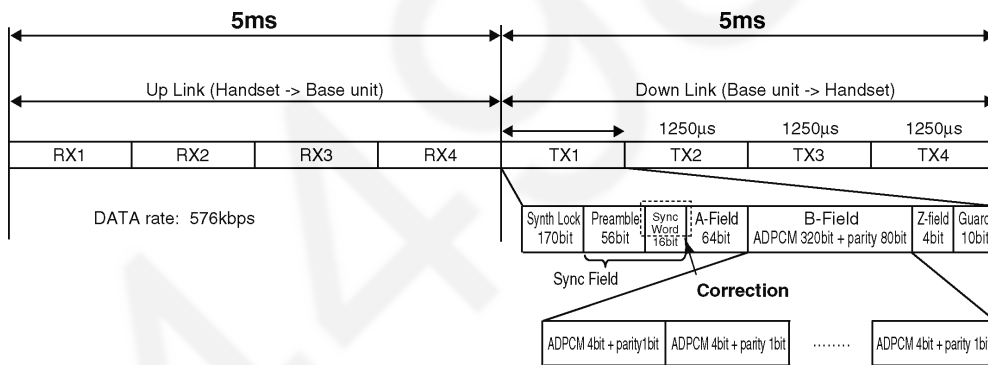 5ms 5ms
Up Link (Handset -> Base unit) Down Link (Base unit -> Handset)
1250µs 1250µs 1250µs
RX1 RX2 RX3 RX4 TX1 TX2 TX3 TX4
DATA rate: 576kbps
Synth Lock 170bit
Preamble 56bit
Sync Word 16bit
A-Field 64bit
B-Field ADPCM 320bit + parity 80bit
Z-field 4bit
Guard 10bit
Sync Field
Correction
ADPCM 4bit + parity1bit ADPCM 4bit + parity 1bit ········ ADPCM 4bit + parity 1bit